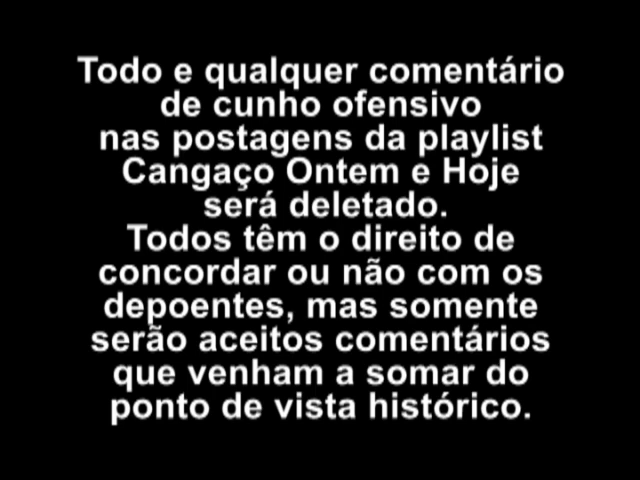 Todo e qualquer comentário
de cunho ofensivo
nas postagens da playlist
Cangaço Ontem e Hoje
será deletado.
Todos têm o direito de
concordar ou não com os
depoentes, mas somente
serão aceitos comentários
que venham a somar do
ponto de vista histórico.